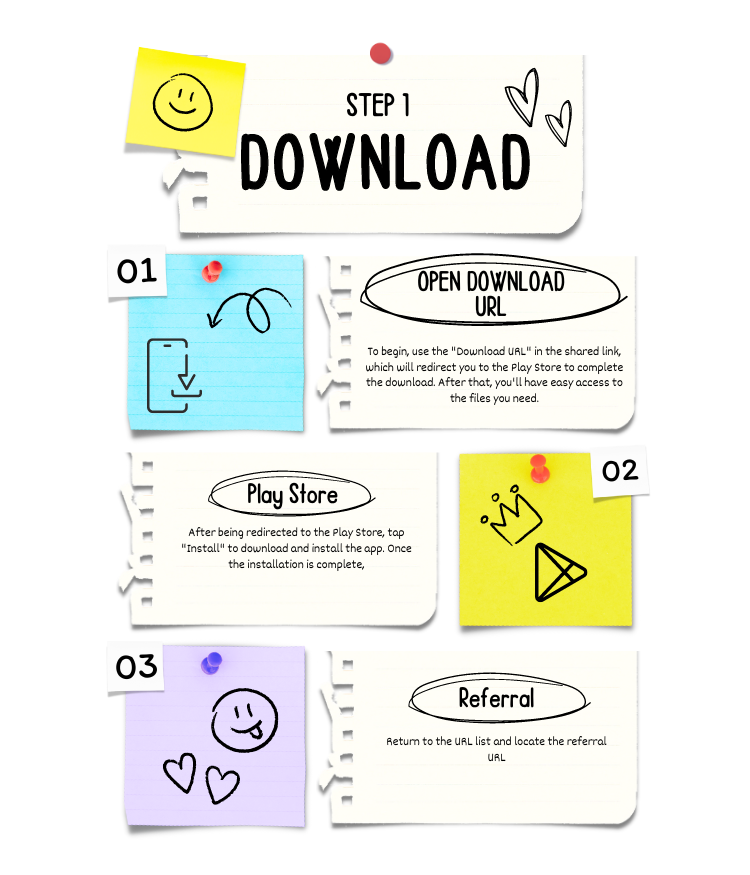 STEP 1
DOWNLOAD
01
OPEN DOWNLOAD
URL
To begin, use the "Download URL" in the shared link,
which will redirect you to the Play Store to complete
the download. After that, you'll have easy access to
the files you need.
02
Play Store
After being redirected to the Play Store, tap
"Install" to download and install the app. Once
the installation is complete,
03
Referral
Return to the URL list and locate the referral
URL